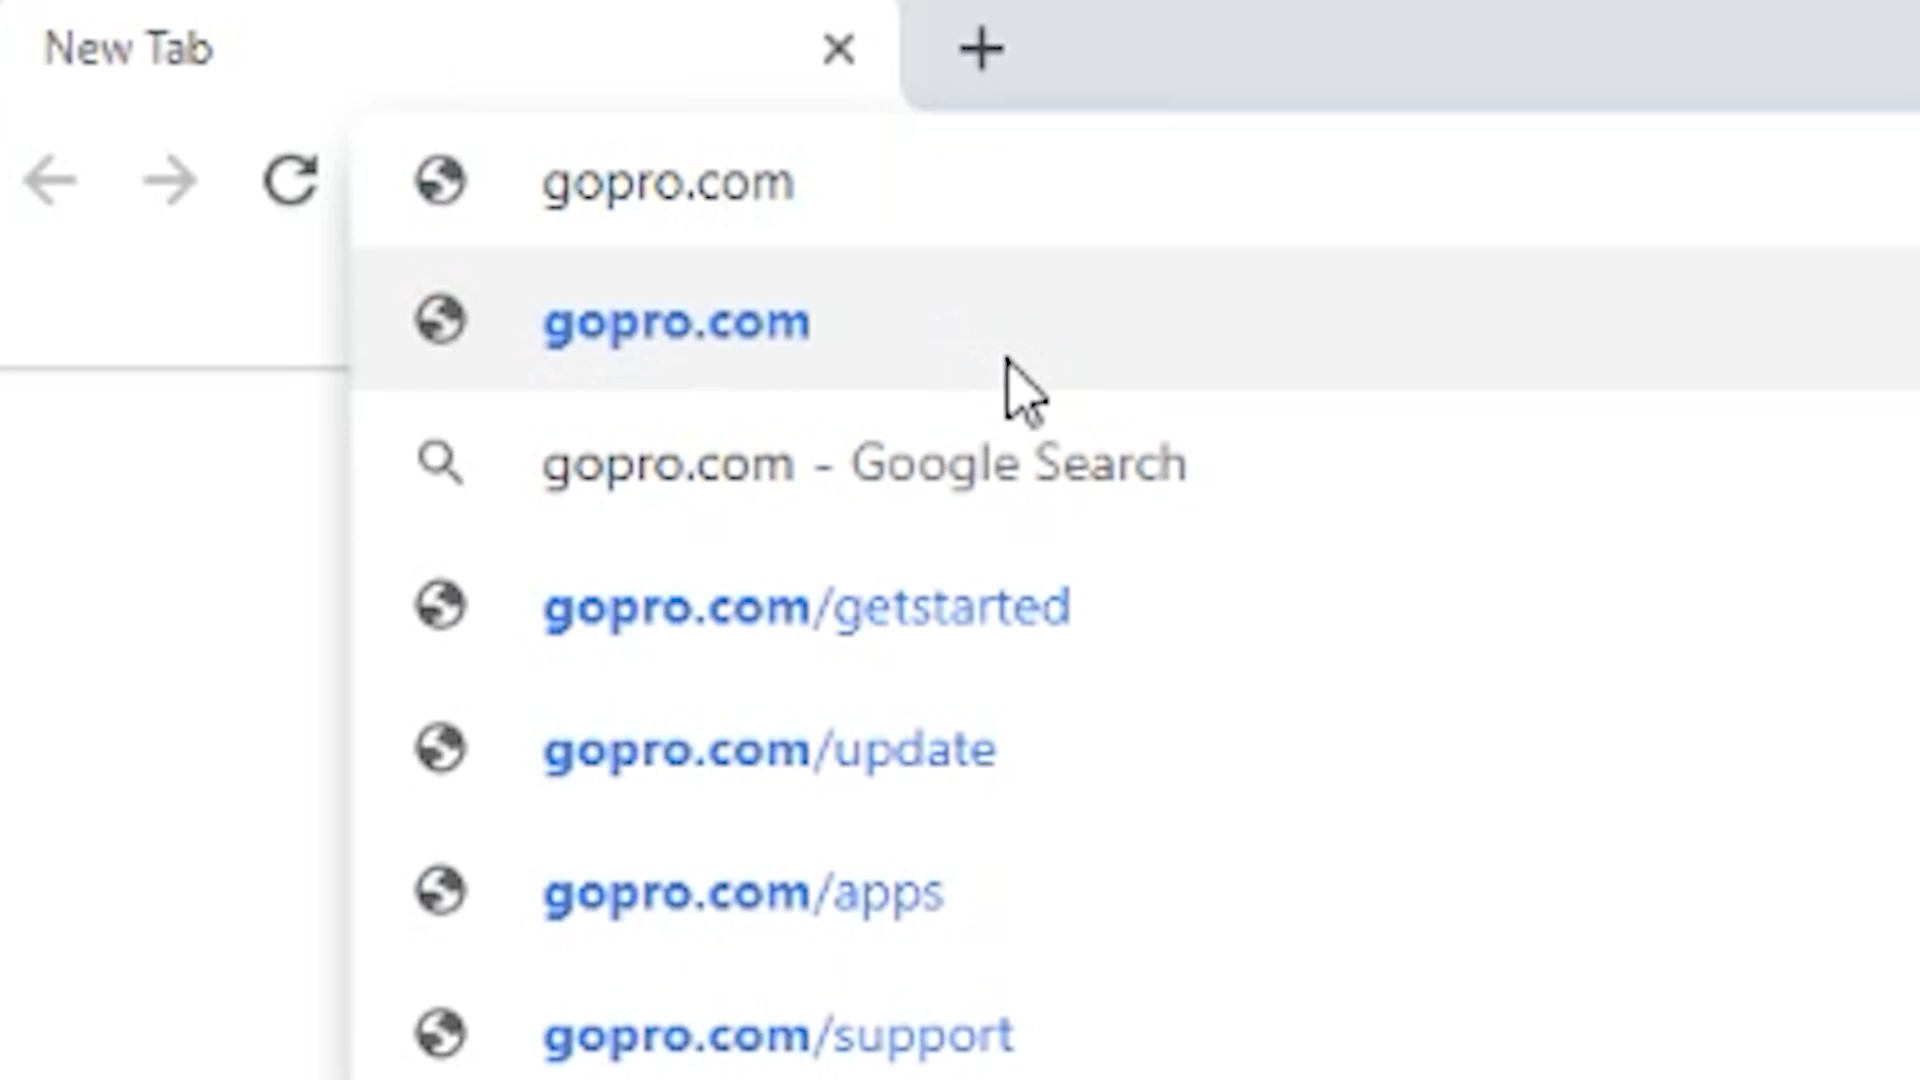 New Tab
gopro.com
gopro.com
gopro.com - Google Search
gopro.com/getstarted
gopro.com/update
gopro.com/apps
gopro.com/support